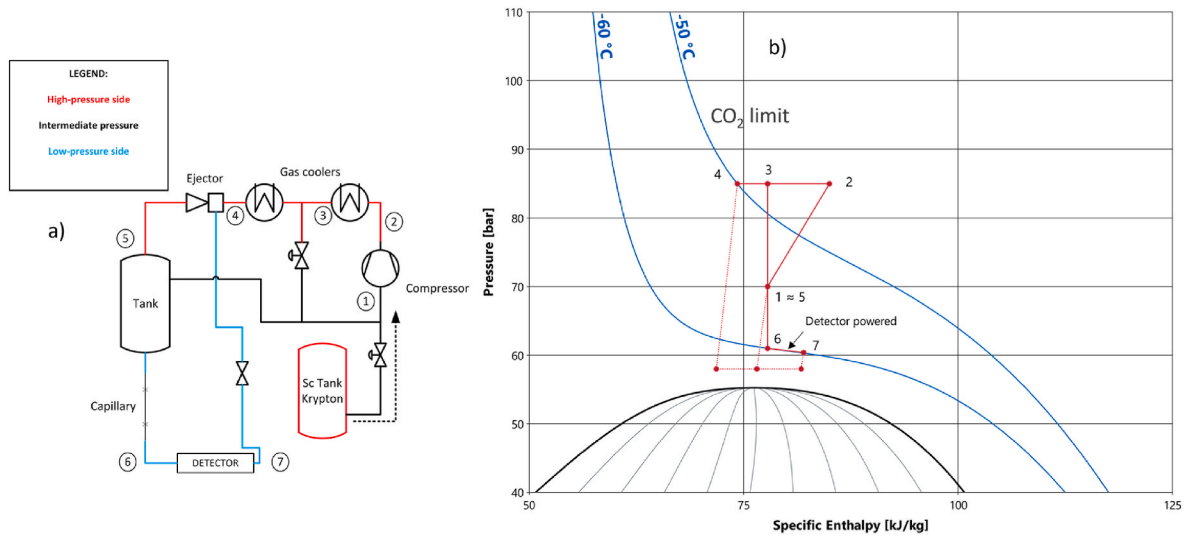 a)
LEGEND:
High-pressure side
Intermediate pressure
Low-pressure side
Ejector
Gas coolers
4
3
2
5
Tank
Compressor
1
Sc Tank
Krypton
Capillary
6
DETECTOR
7
b)
110
100
90
80
70
60
50
40
Pressure [bar]
-60 °C
-50 °C
CO₂ limit
4
3
2
1 ≈ 5
Detector powered
6
7
50
75
100
125
Specific Enthalpy [kJ/kg]